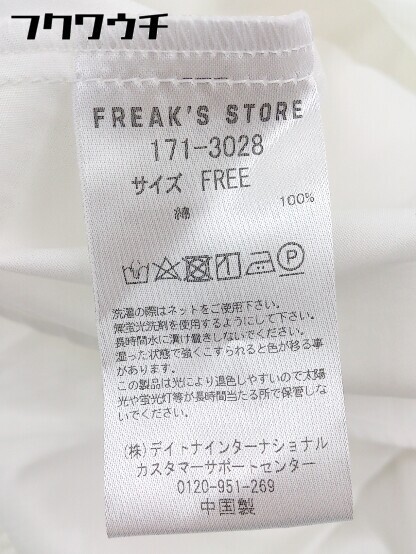 フクワウチ
FREAK'S STORE
171-3028
サイズ FREE
綿 100%
洗濯の際はネットをご使用下さい。
無蛍光洗剤を使用するようにして下さい。
長時間水に漬け置きしないでください。
湿った状態で強くこすられると色が移る事
があります。
この製品は光により退色しやすいので太陽
光や蛍光灯等が長時間当たる所で保管しな
いでください。
(株)デイトナインターナショナル
カスタマーサポートセンター
0120-951-269
中国製